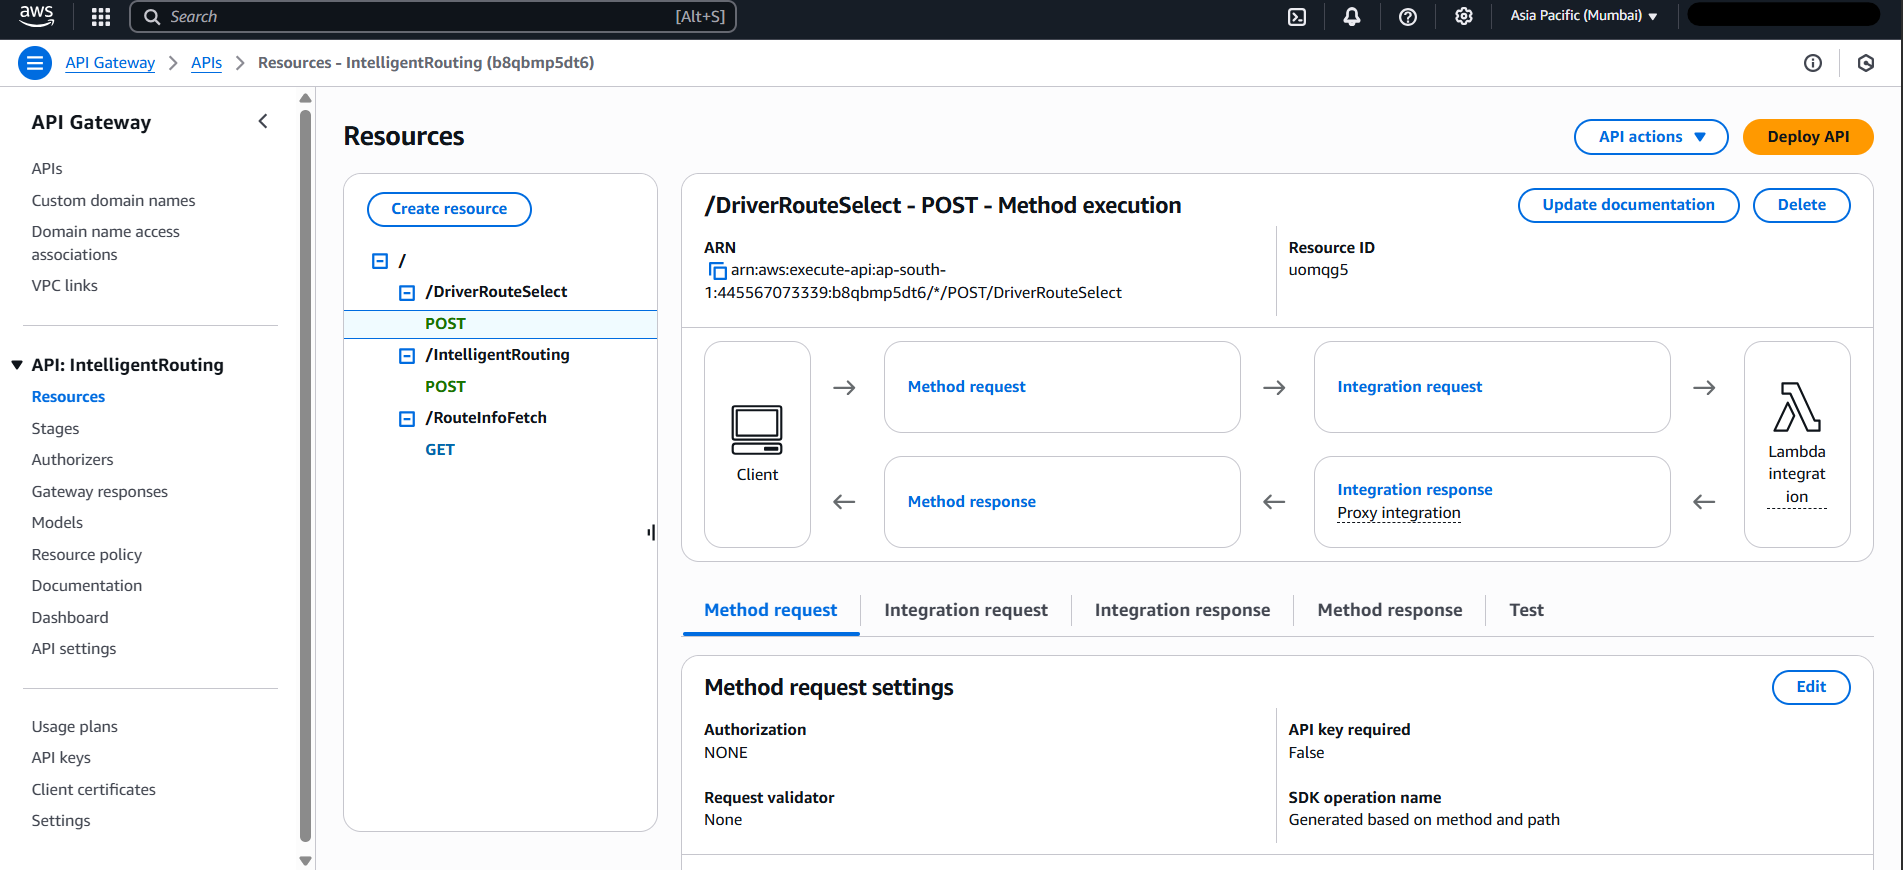 aws
Search
[Alt+S]
Asia Pacific (Mumbai)
API Gateway
APIs
Resources - IntelligentRouting (b8qbmp5dt6)
API Gateway
APIs
Custom domain names
Domain name access
associations
VPC links
API: IntelligentRouting
Resources
Stages
Authorizers
Gateway responses
Models
Resource policy
Documentation
Dashboard
API settings
Usage plans
API keys
Client certificates
Settings
Resources
API actions
Deploy API
Create resource
/
/DriverRouteSelect
POST
/IntelligentRouting
POST
/RouteInfoFetch
GET
/DriverRouteSelect - POST - Method execution
Update documentation
Delete
ARN
arn:aws:execute-api:ap-south-
1:445567073339:b8qbmp5dt6/*/POST/DriverRouteSelect
Resource ID
uomqg5
Client
Method request
Integration request
Method response
Integration response
Proxy integration
Lambda
integrat
ion
Method request
Integration request
Integration response
Method response
Test
Method request settings
Edit
Authorization
NONE
API key required
False
Request validator
None
SDK operation name
Generated based on method and path